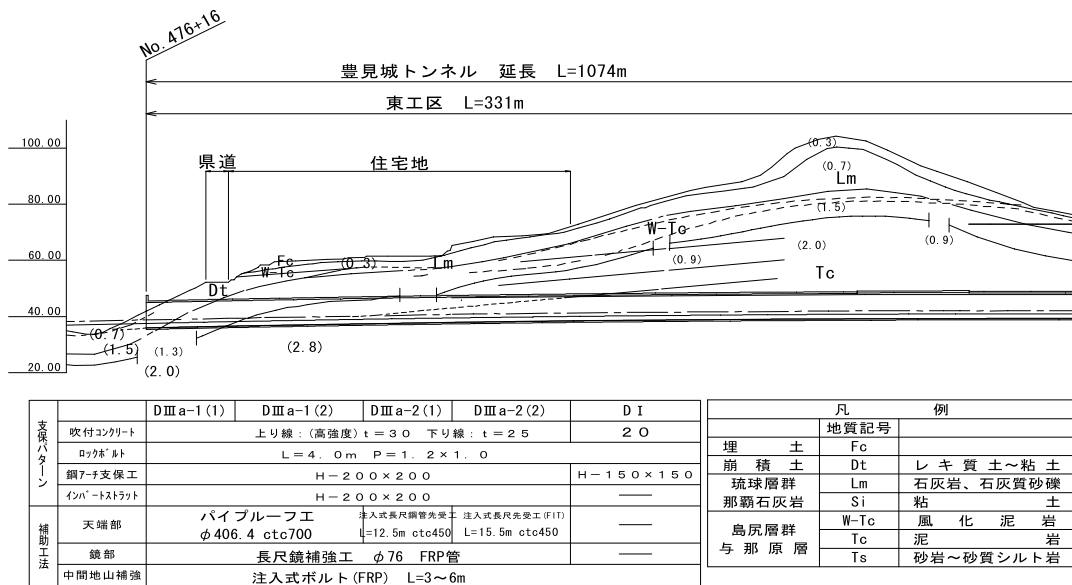 No.476+16
豊見城トンネル 延長 L=1074m
東工区 L=331m
100.00
80.00
60.00
40.00
20.00
県道
住宅地
(0.3)
(0.7)
Lm
(1.5)
W-Tc
(0.9)
(2.0)
(0.9)
Tc
Fc
W-Tc
(0.3)
Lm
Dt
(0.7)
(1.5)
(1.3)
(2.0)
(2.8)
支保パターン
DⅢa-1(1) DⅢa-1(2) DⅢa-2(1) DⅢa-2(2) DⅠ
吹付コンクリート 上り線:(高強度)t=30 下り線:t=25 20
ロックボルト L=4.0m P=1.2×1.0
鋼アーチ支保工 H-200×200 H-150×150
インバートストラット H-200×200 ―
補助工法
天端部 パイプルーフ工 φ406.4 ctc700 注入式長尺鋼管先受工 L=12.5m ctc450 注入式長尺先受工(FIT) L=15.5m ctc450 ―
鏡部 長尺鏡補強工 φ76 FRP管 ―
中間地山補強 注入式ボルト(FRP) L=3~6m
凡例
地質記号
埋土 Fc
崩積土 Dt レキ質土~粘土
琉球層群 那覇石灰岩 Lm 石灰岩、石灰質砂礫
Si 粘土
島尻層群 与那原層 W-Tc 風化泥岩
Tc 泥岩
Ts 砂岩~砂質シルト岩